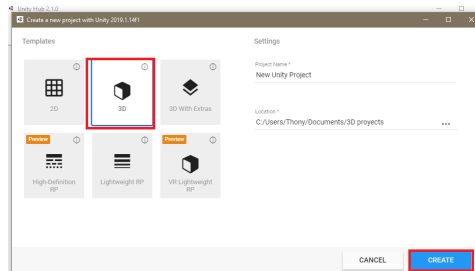 Unity Hub 2.1.0
Create a new project with Unity 2019.1.14f1
Templates
Settings
2D
3D
3D With Extras
Preview
High-Definition
RP
Lightweight RP
Preview
VR Lightweight
RP
Project Name *
New Unity Project
Location *
C:/Users/Thony/Documents/3D proyects
...
CANCEL
CREATE